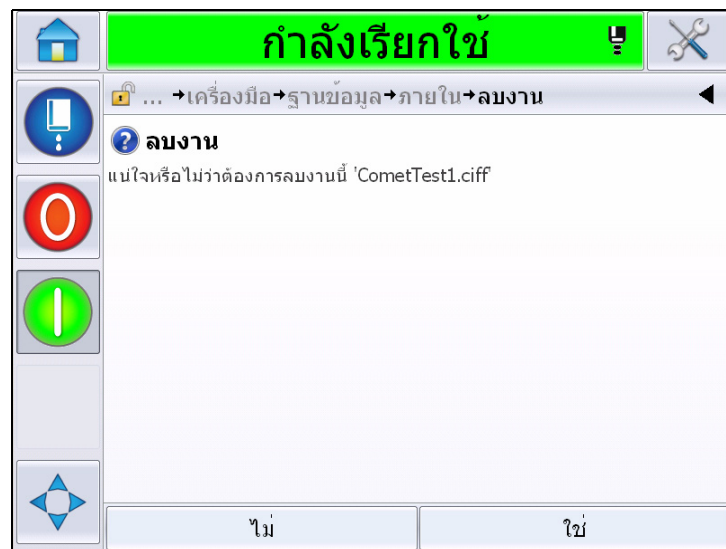 กำลังเรียกใช้
... →เครื่องมือ→ฐานข้อมูล→ภายใน→ลบงาน
ลบงาน
แน่ใจหรือไม่ว่าต้องการลบงานนี้ 'CometTest1.ciff'
ไม่
ใช่